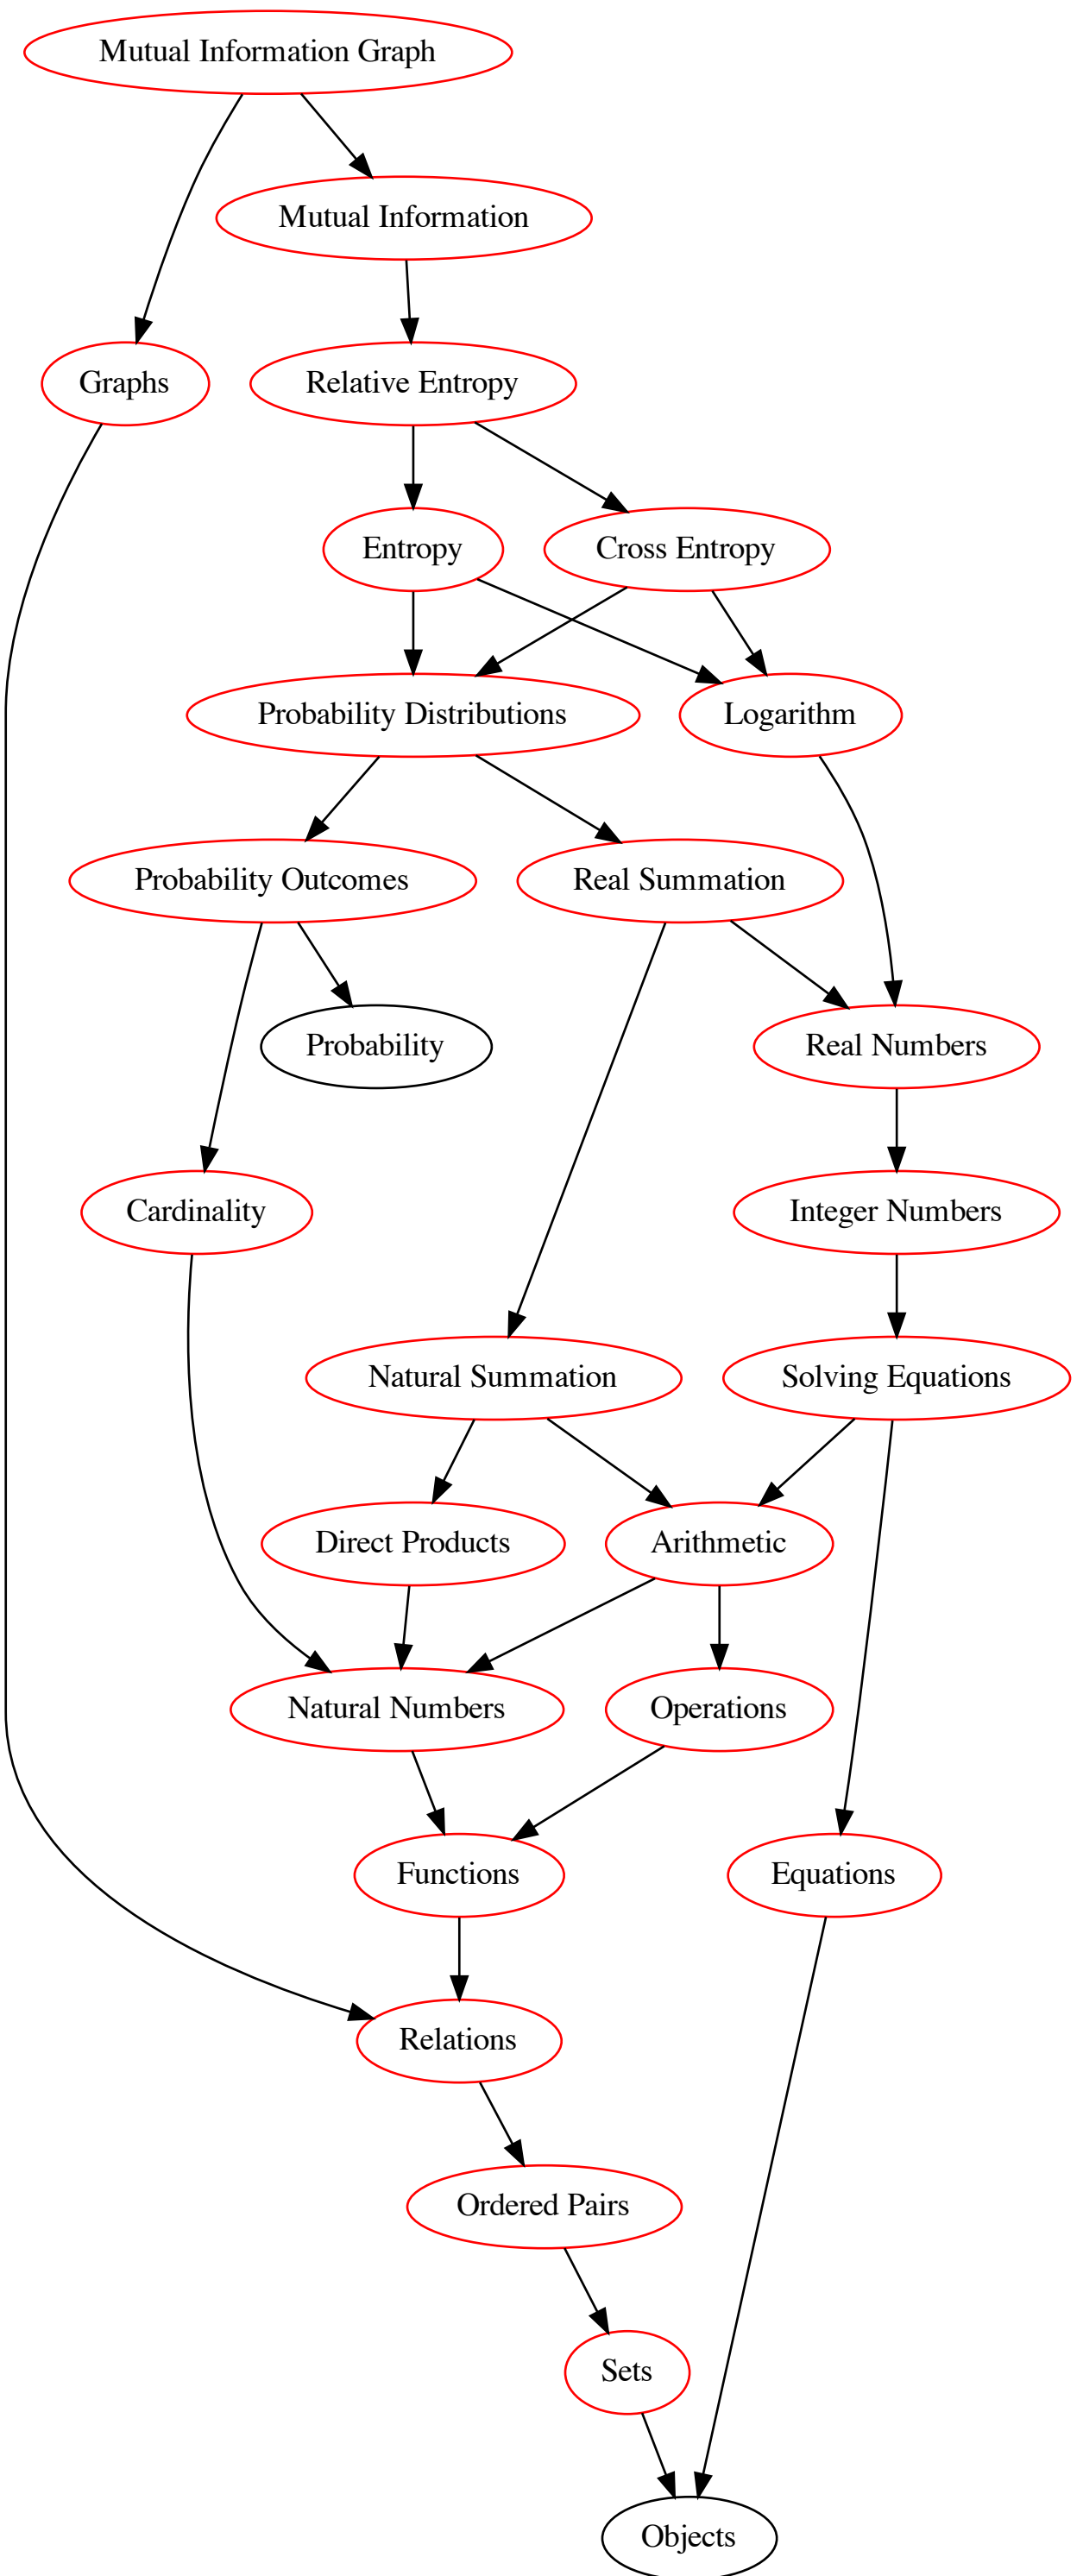 Mutual Information Graph
Mutual Information
Graphs
Relative Entropy
Entropy
Cross Entropy
Probability Distributions
Logarithm
Probability Outcomes
Real Summation
Probability
Real Numbers
Cardinality
Integer Numbers
Natural Summation
Solving Equations
Direct Products
Arithmetic
Natural Numbers
Operations
Functions
Equations
Relations
Ordered Pairs
Sets
Objects